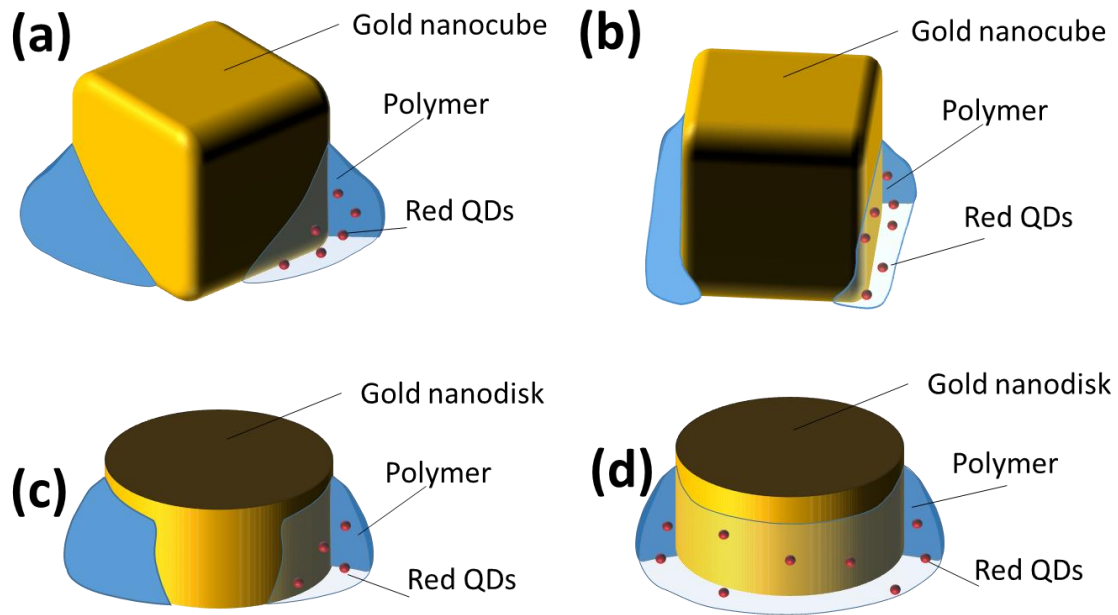 (a)
Gold nanocube
Polymer
Red QDs
(b)
Gold nanocube
Polymer
Red QDs
(c)
Gold nanodisk
Polymer
Red QDs
(d)
Gold nanodisk
Polymer
Red QDs